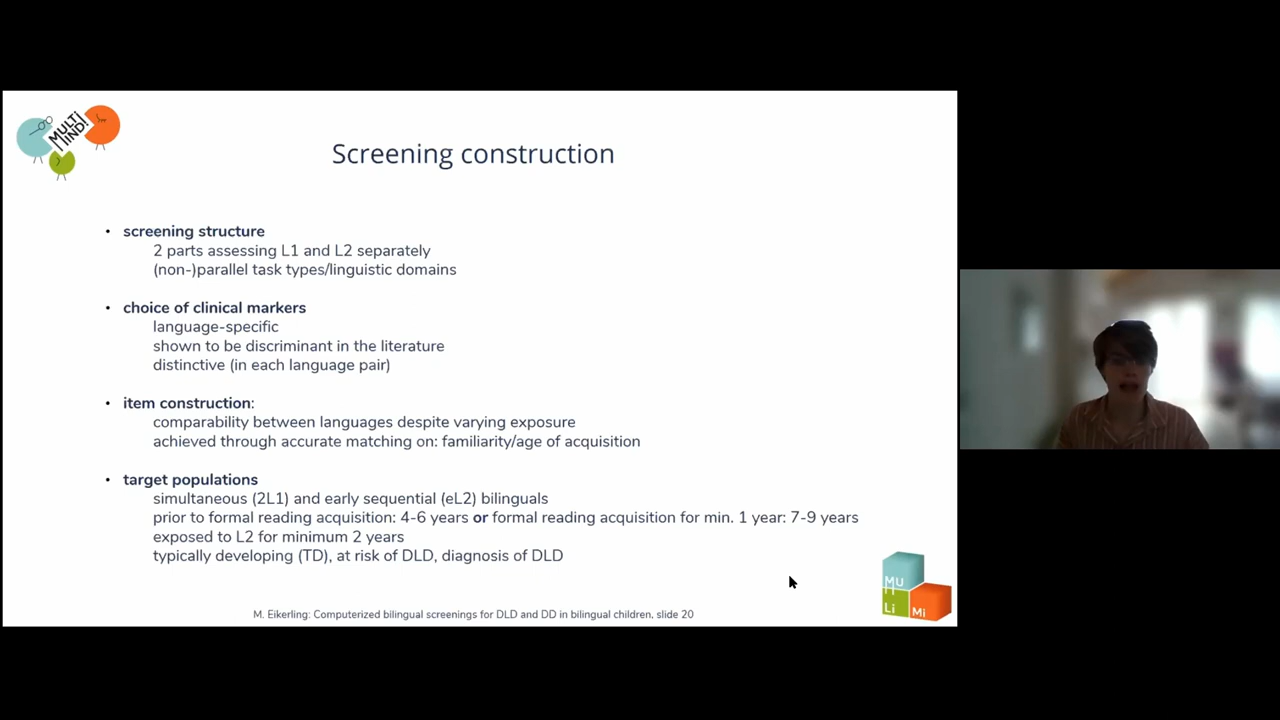 MULT
IND!
Screening construction
• screening structure
2 parts assessing L1 and L2 separately
(non-)parallel task types/linguistic domains
• choice of clinical markers
language-specific
shown to be discriminant in the literature
distinctive (in each language pair)
• item construction:
comparability between languages despite varying exposure
achieved through accurate matching on: familiarity/age of acquisition
• target populations
simultaneous (2L1) and early sequential (eL2) bilinguals
prior to formal reading acquisition: 4-6 years or formal reading acquisition for min. 1 year: 7-9 years
exposed to L2 for minimum 2 years
typically developing (TD), at risk of DLD, diagnosis of DLD
MU
Li Mi
M. Eikerling: Computerized bilingual screenings for DLD and DD in bilingual children, slide 20